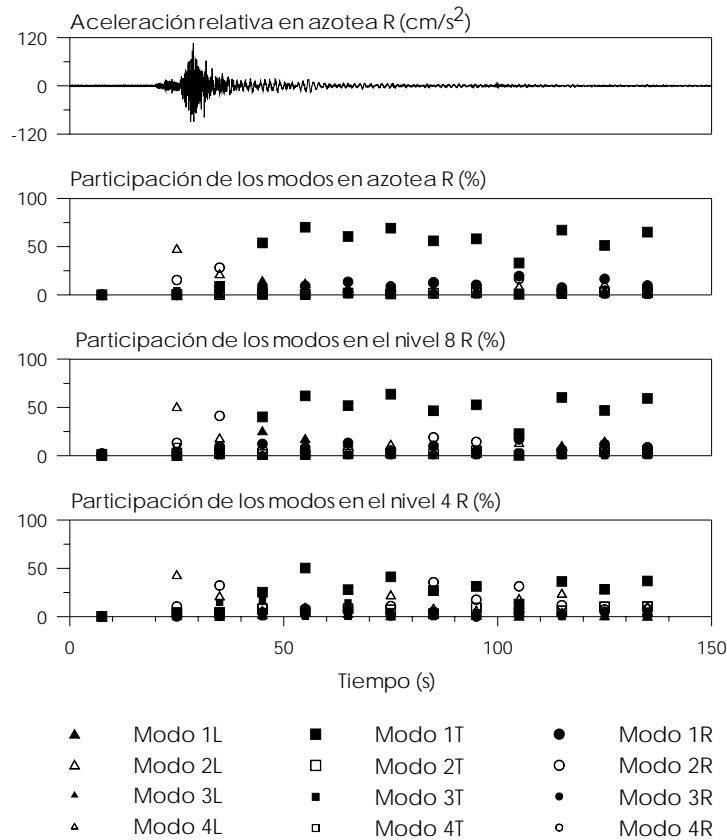 Aceleración relativa en azotea R (cm/s²)
120
0
-120
Participación de los modos en azotea R (%)
100
50
0
Participación de los modos en el nivel 8 R (%)
100
50
0
Participación de los modos en el nivel 4 R (%)
100
50
0
0 50 100 150
Tiempo (s)
Modo 1L Modo 1T Modo 1R
Modo 2L Modo 2T Modo 2R
Modo 3L Modo 3T Modo 3R
Modo 4L Modo 4T Modo 4R